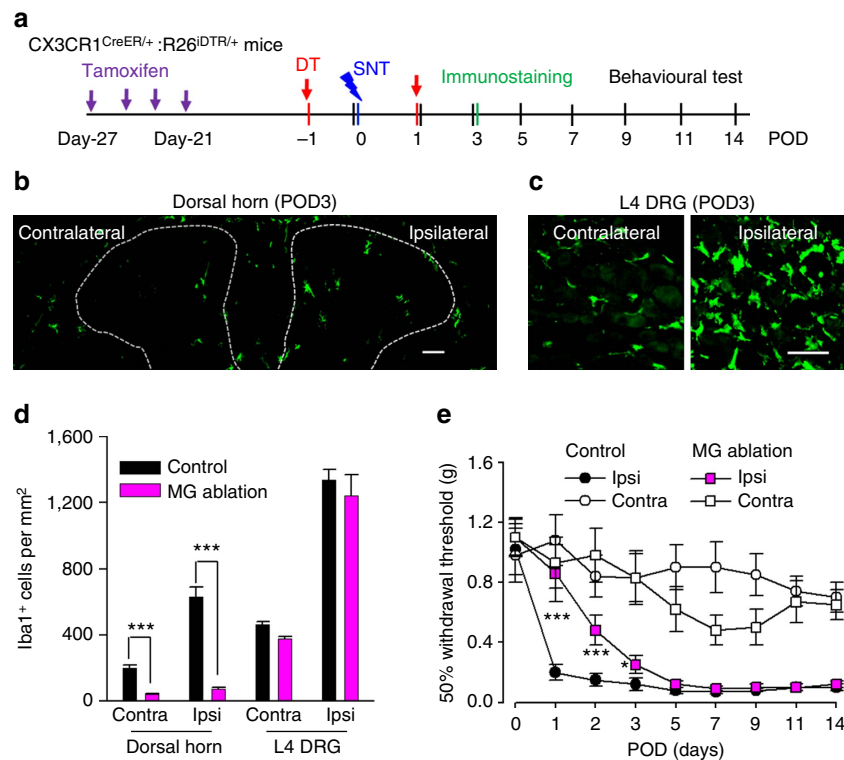 a
CX3CR1CreER/+ :R26iDTR/+ mice
Tamoxifen
DT
SNT
Immunostaining
Behavioural test
Day-27 Day-21 –1 0 1 3 5 7 9 11 14 POD
b
Dorsal horn (POD3)
Contralateral Ipsilateral
c
L4 DRG (POD3)
Contralateral Ipsilateral
d
Iba1+ cells per mm2
1,600
1,200
800
400
0
Control
MG ablation
***
***
Contra Ipsi Contra Ipsi
Dorsal horn L4 DRG
e
50% withdrawal threshold (g)
1.6
1.2
0.8
0.4
0.0
Control MG ablation
Ipsi Ipsi
Contra Contra
***
***
*
0 1 2 3 5 7 9 11 14
POD (days)